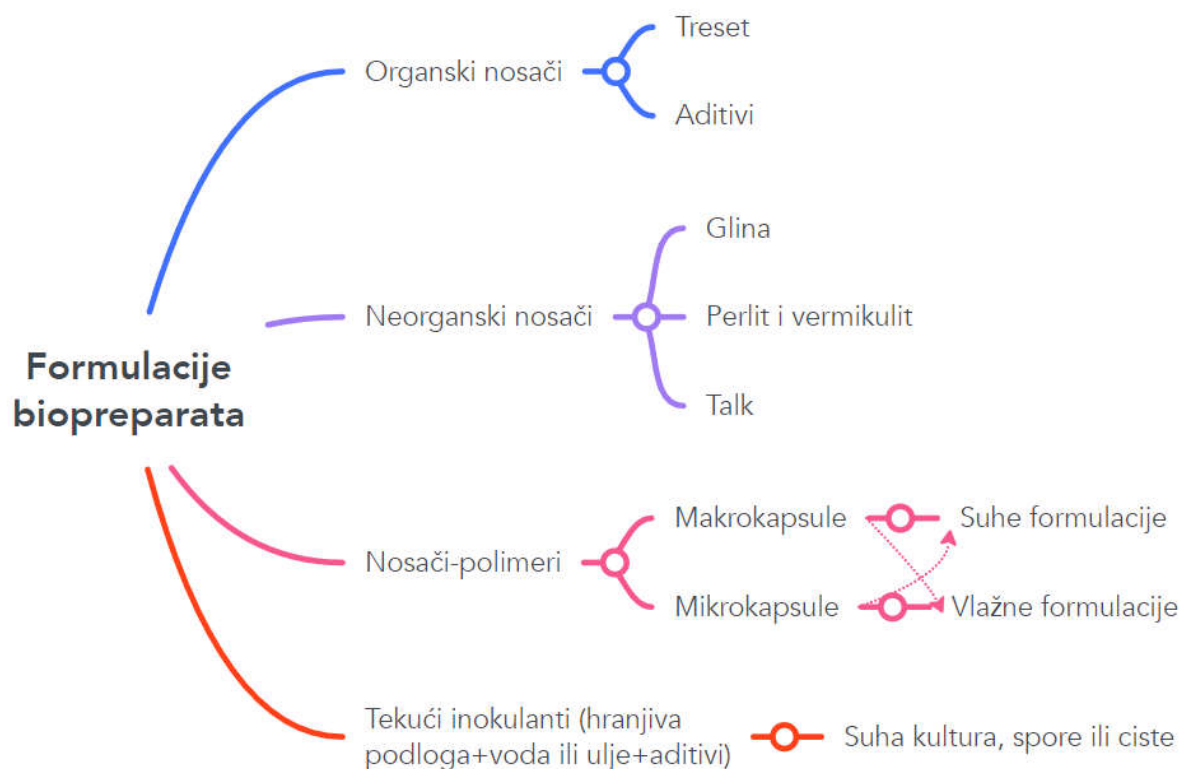 Formulacije
biopreparata
Organski nosači
Treset
Aditivi
Neorganski nosači
Glina
Perlit i vermikulit
Talk
Nosači-polimeri
Makrokapsule
Suhe formulacije
Mikrokapsule
Vlažne formulacije
Tekući inokulanti (hranjiva
podloga+voda ili ulje+aditivi)
Suha kultura, spore ili ciste